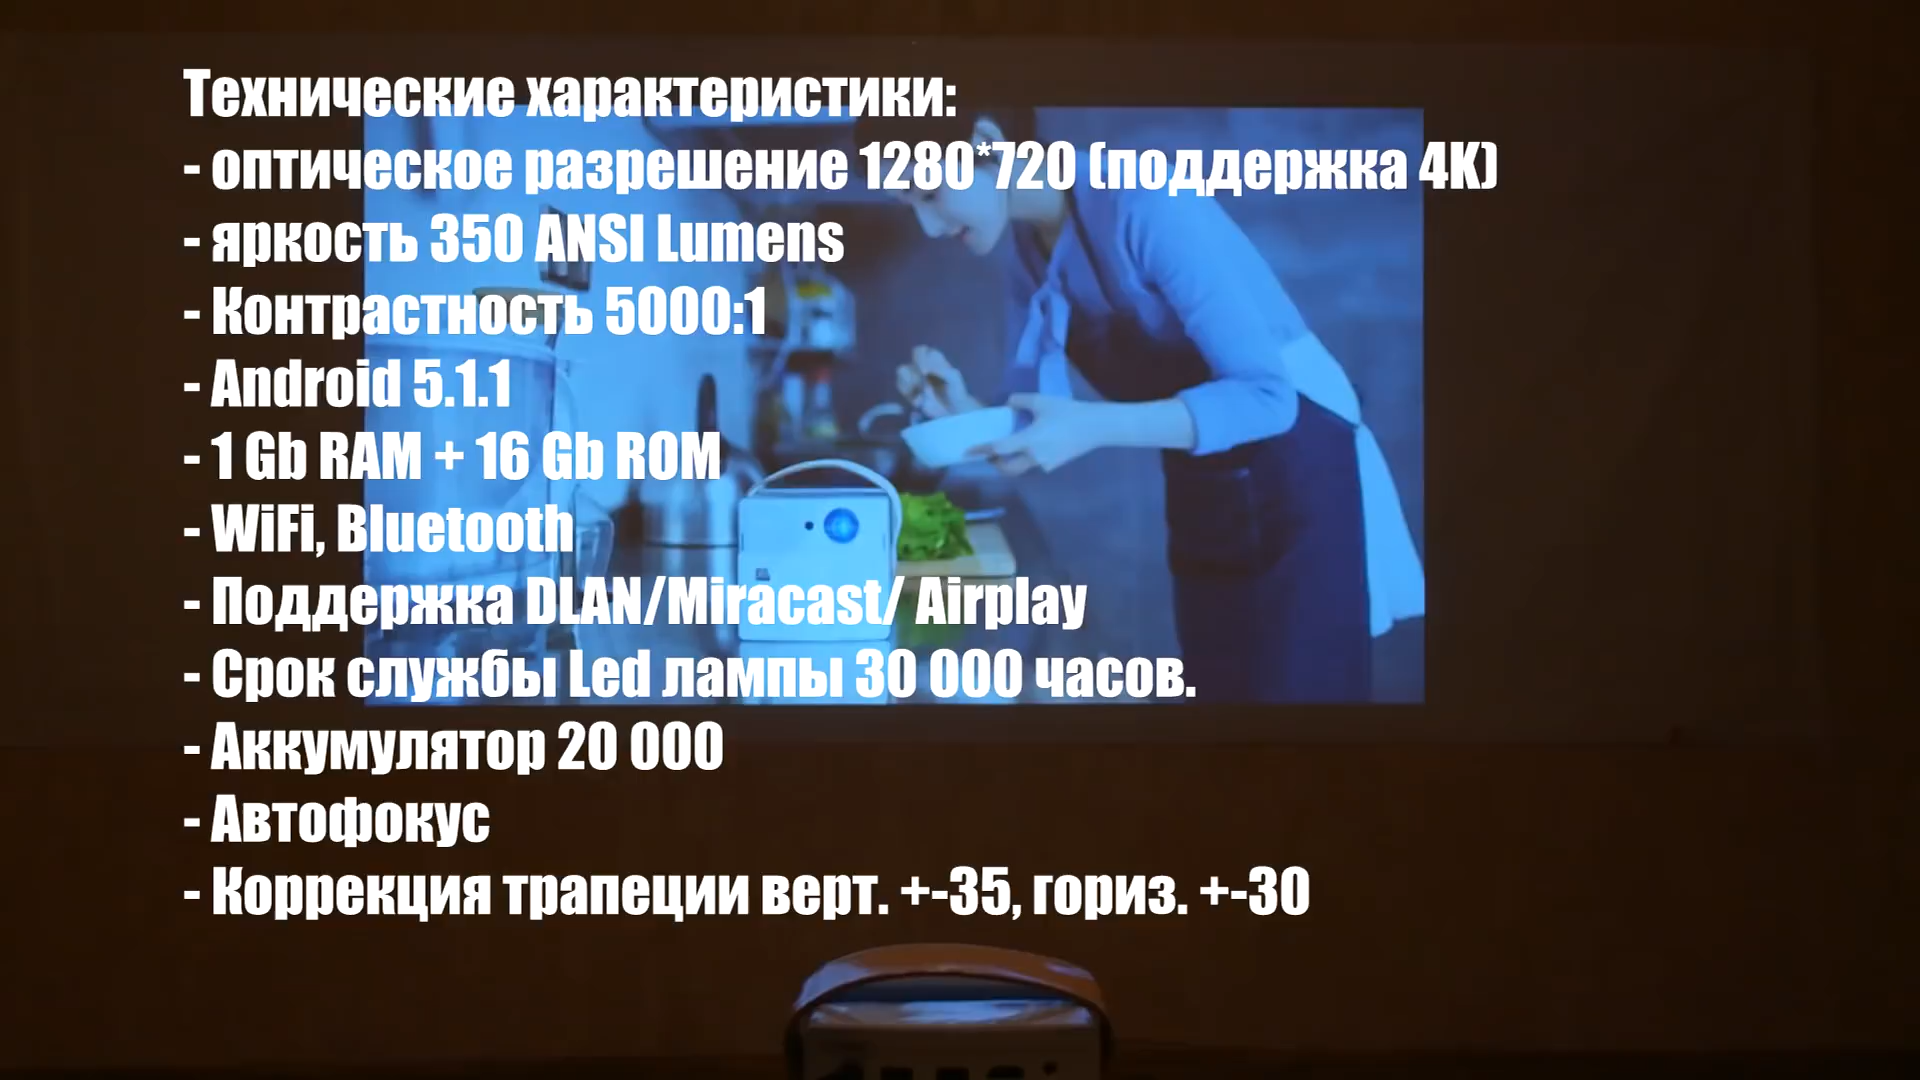 Технические характеристики:
- оптическое разрешение 1280*720 (поддержка 4K)
- яркость 350 ANSI Lumens
- Контрастность 5000:1
- Android 5.1.1
- 1 Gb RAM + 16 Gb ROM
- WiFi, Bluetooth
- Поддержка DLAN/Miracast/ Airplay
- Срок службы Led лампы 30 000 часов.
- Аккумулятор 20 000
- Автофокус
- Коррекция трапеции верт. +-35, гориз. +-30